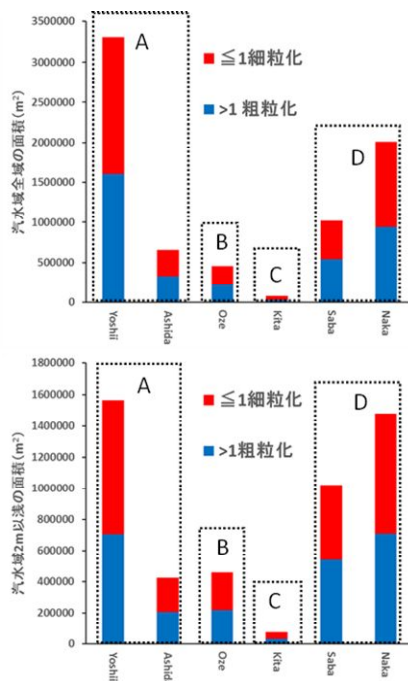 汽水域全域の面積(m²)
3500000
3000000
2500000
2000000
1500000
1000000
500000
0
A
B
C
D
≦1細粒化
>1 粗粒化
Yoshii
Ashida
Oze
Kita
Saba
Naka
汽水域2m以浅の面積(m²)
1800000
1600000
1400000
1200000
1000000
800000
600000
400000
200000
0
A
B
C
D
≦1細粒化
>1粗粒化
Yoshii
Ashida
Oze
Kita
Saba
Naka